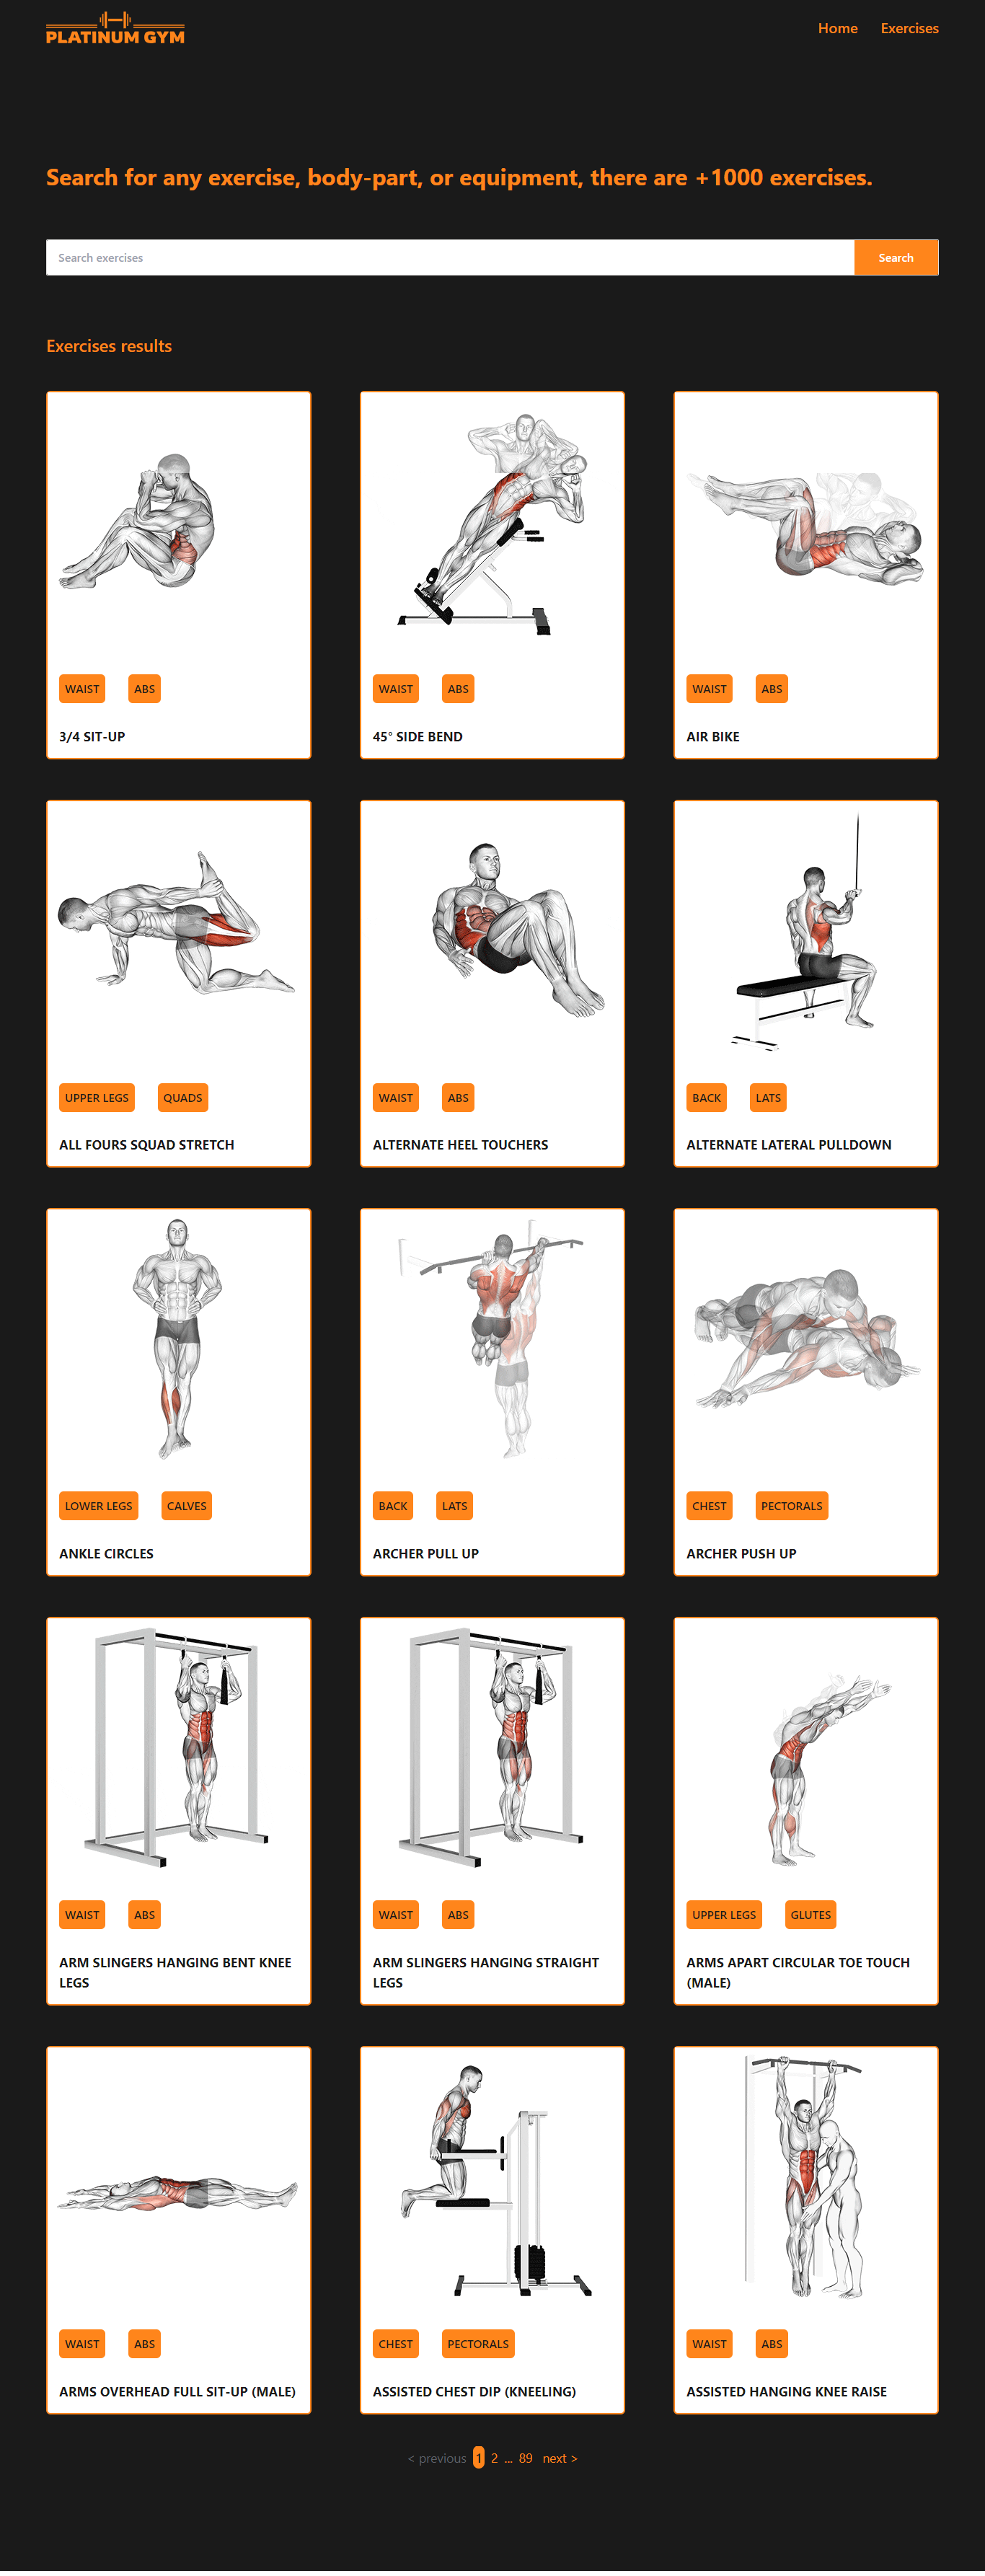 PLATINUM GYM
Home Exercises
Search for any exercise, body-part, or equipment, there are +1000 exercises.
Search exercises Search
Exercises results
WAIST ABS
3/4 SIT-UP
WAIST ABS
45° SIDE BEND
WAIST ABS
AIR BIKE
UPPER LEGS QUADS
ALL FOURS SQUAD STRETCH
WAIST ABS
ALTERNATE HEEL TOUCHERS
BACK LATS
ALTERNATE LATERAL PULLDOWN
LOWER LEGS CALVES
ANKLE CIRCLES
BACK LATS
ARCHER PULL UP
CHEST PECTORALS
ARCHER PUSH UP
WAIST ABS
ARM SLINGERS HANGING BENT KNEE
LEGS
WAIST ABS
ARM SLINGERS HANGING STRAIGHT
LEGS
UPPER LEGS GLUTES
ARMS APART CIRCULAR TOE TOUCH
(MALE)
WAIST ABS
ARMS OVERHEAD FULL SIT-UP (MALE)
CHEST PECTORALS
ASSISTED CHEST DIP (KNEELING)
WAIST ABS
ASSISTED HANGING KNEE RAISE
< previous 1 2 ... 89 next >